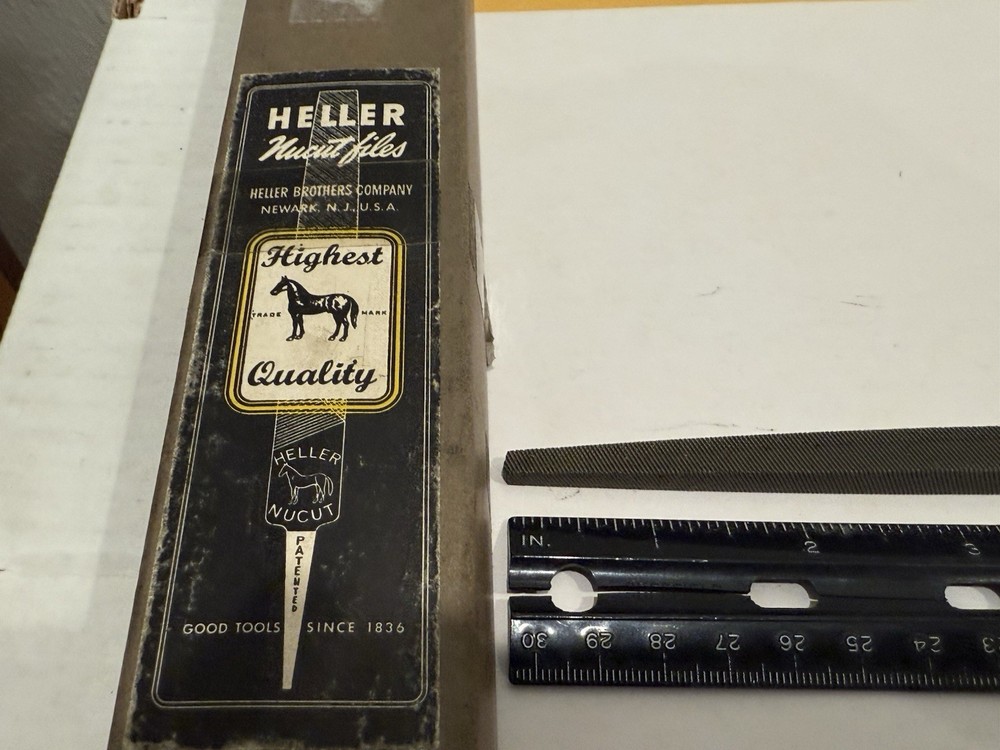 HELLER
Nucut files
HELLER BROTHERS COMPANY
NEWARK, N.J., U.S.A.
Highest
TRADE MARK
Quality
HELLER
NUCUT
PATENTED
GOOD TOOLS SINCE 1836
IN. 2 3
30 29 28 27 26 25 24 23